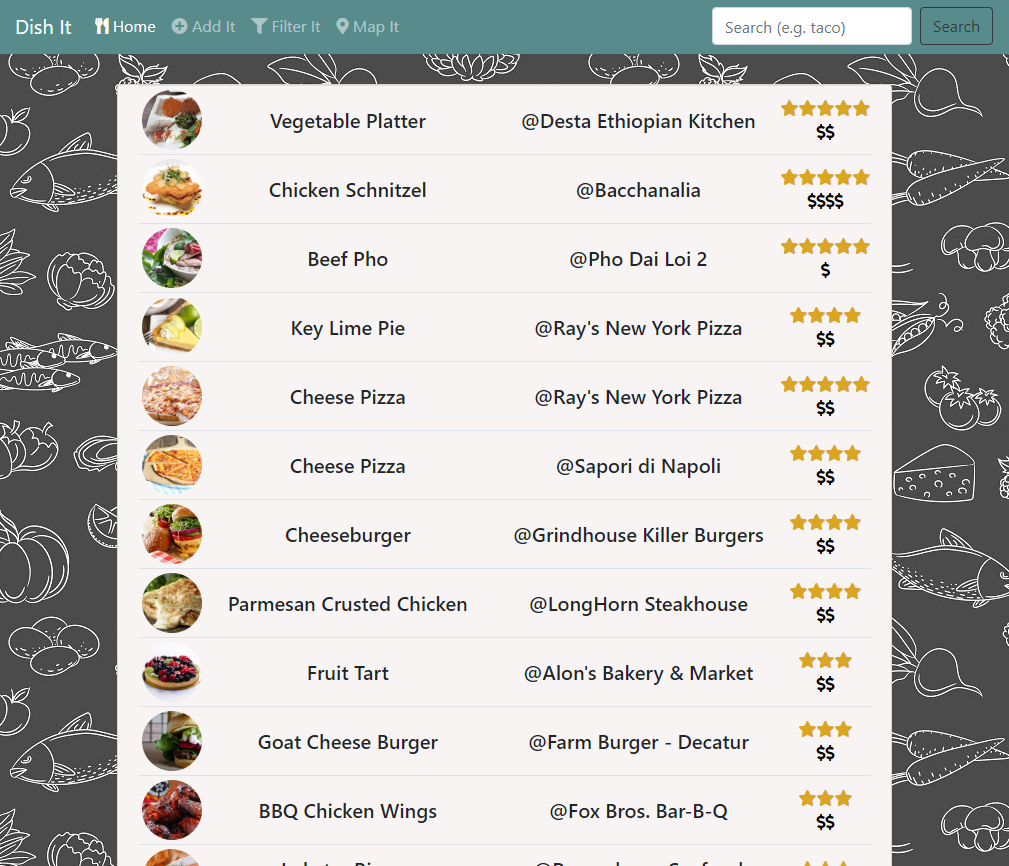 Dish It Home Add It Filter It Map It Search (e.g. taco) Search
Vegetable Platter @Desta Ethiopian Kitchen
$$
Chicken Schnitzel @Bacchanalia
$$$$
Beef Pho @Pho Dai Loi 2
$
Key Lime Pie @Ray's New York Pizza
$$
Cheese Pizza @Ray's New York Pizza
$$
Cheese Pizza @Sapori di Napoli
$$
Cheeseburger @Grindhouse Killer Burgers
$$
Parmesan Crusted Chicken @LongHorn Steakhouse
$$
Fruit Tart @Alon's Bakery & Market
$$
Goat Cheese Burger @Farm Burger - Decatur
$$
BBQ Chicken Wings @Fox Bros. Bar-B-Q
$$